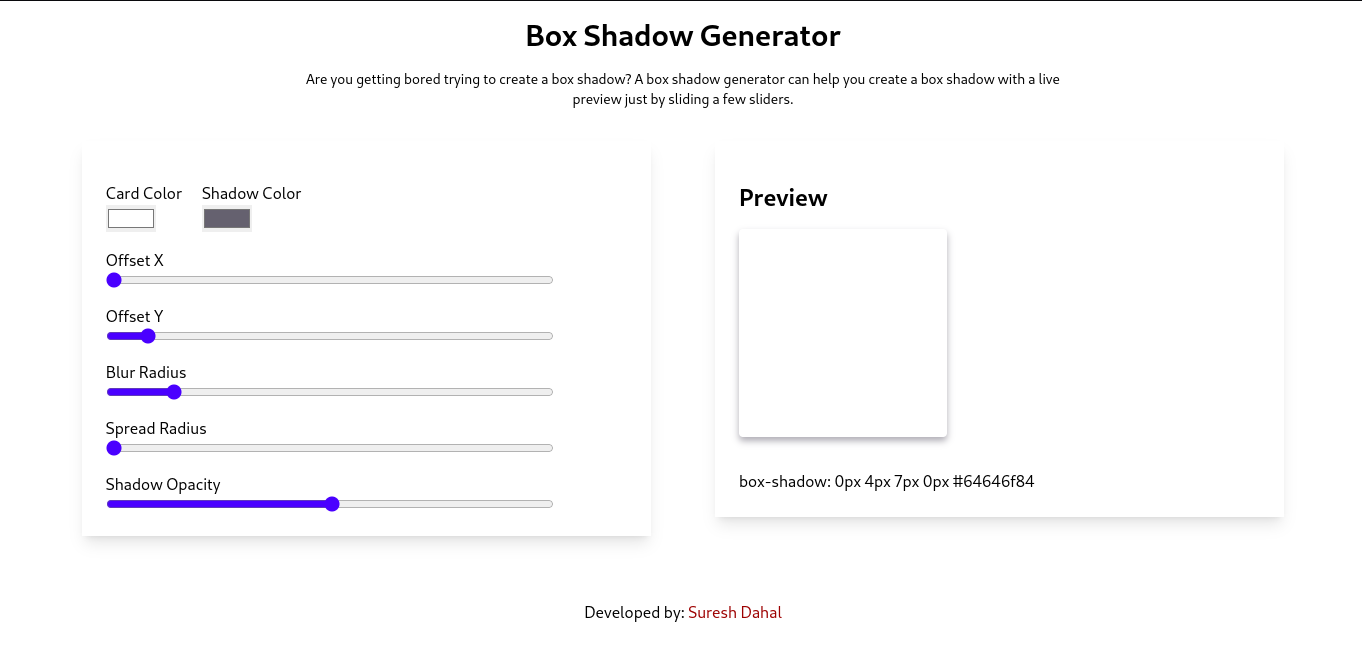 Box Shadow Generator
Are you getting bored trying to create a box shadow? A box shadow generator can help you create a box shadow with a live
preview just by sliding a few sliders.
Card Color Shadow Color
Offset X
Offset Y
Blur Radius
Spread Radius
Shadow Opacity
Preview
box-shadow: 0px 4px 7px 0px #64646f84
Developed by: Suresh Dahal